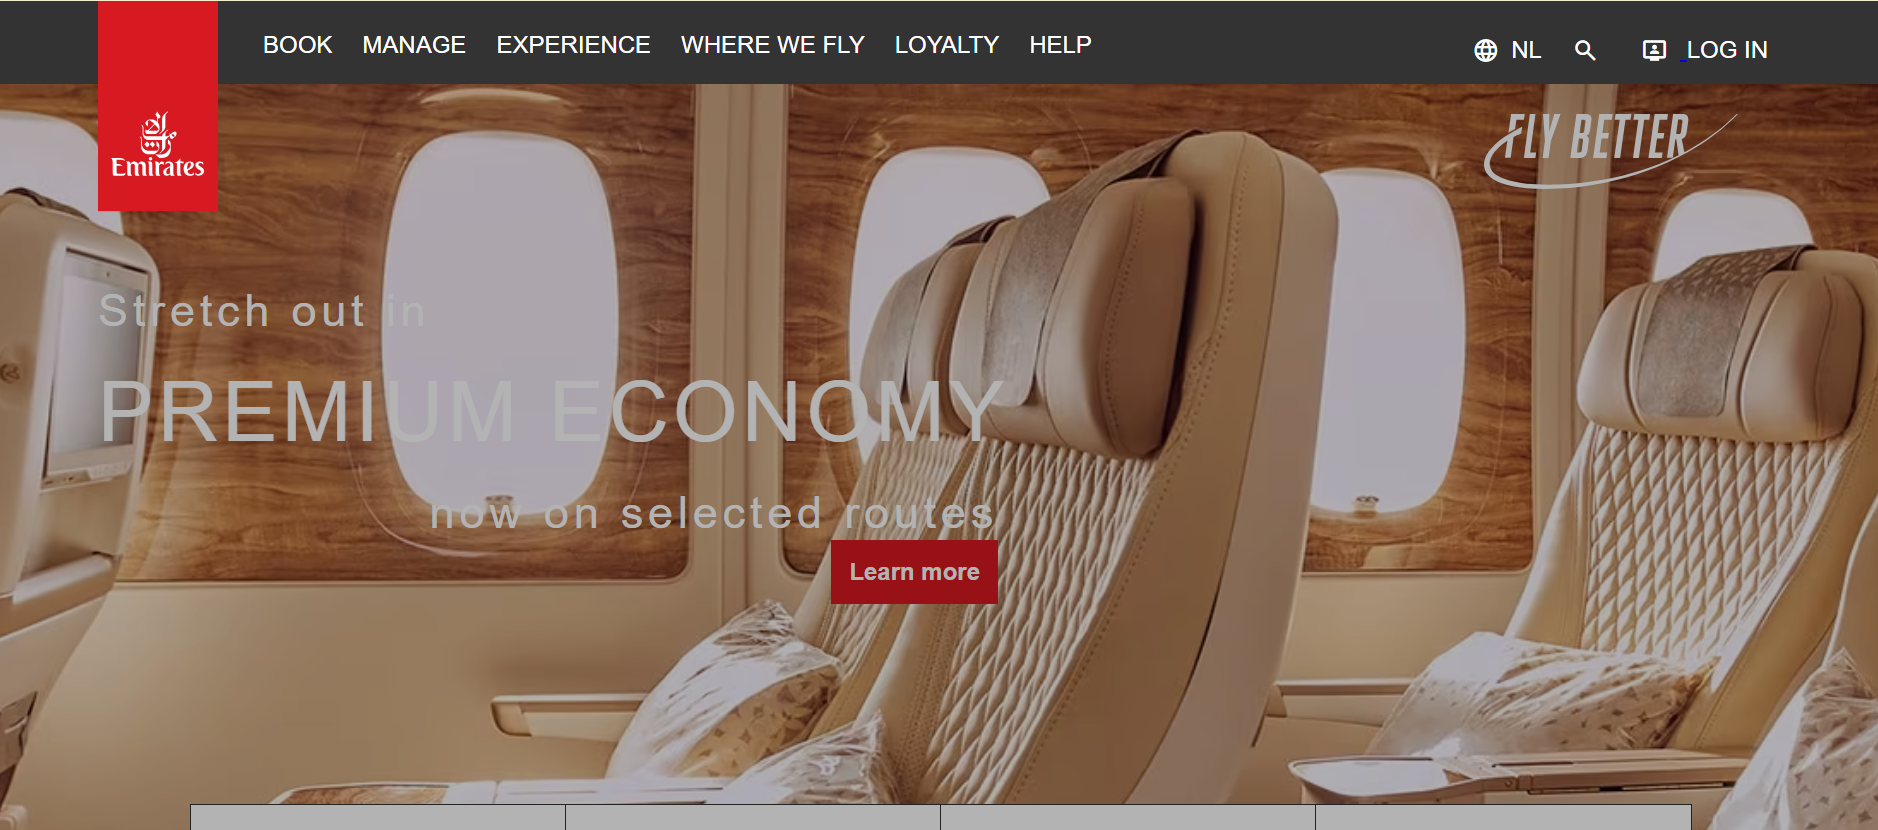 BOOK MANAGE EXPERIENCE WHERE WE FLY LOYALTY HELP
NL LOG IN
Emirates
FLY BETTER
Stretch out in
PREMIUM ECONOMY
now on selected routes
Learn more